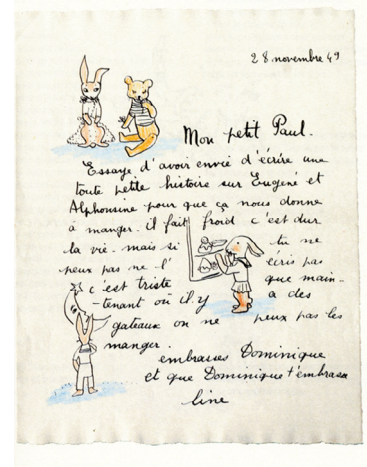 28 novembre 49
Mon petit Paul.
Essaye d'avoir envie d'écrire une
toute petite histoire sur Eugène et
Alphonsine pour que ça nous donne
à manger. il fait froid c'est dur
la vie. mais si tu ne
peux pas ne l'écris pas
c'est triste que main-
-tenant où il y a des
gateaux on ne peux pas les
manger.
embrasses Dominique
et que Dominique t'embrasse
line